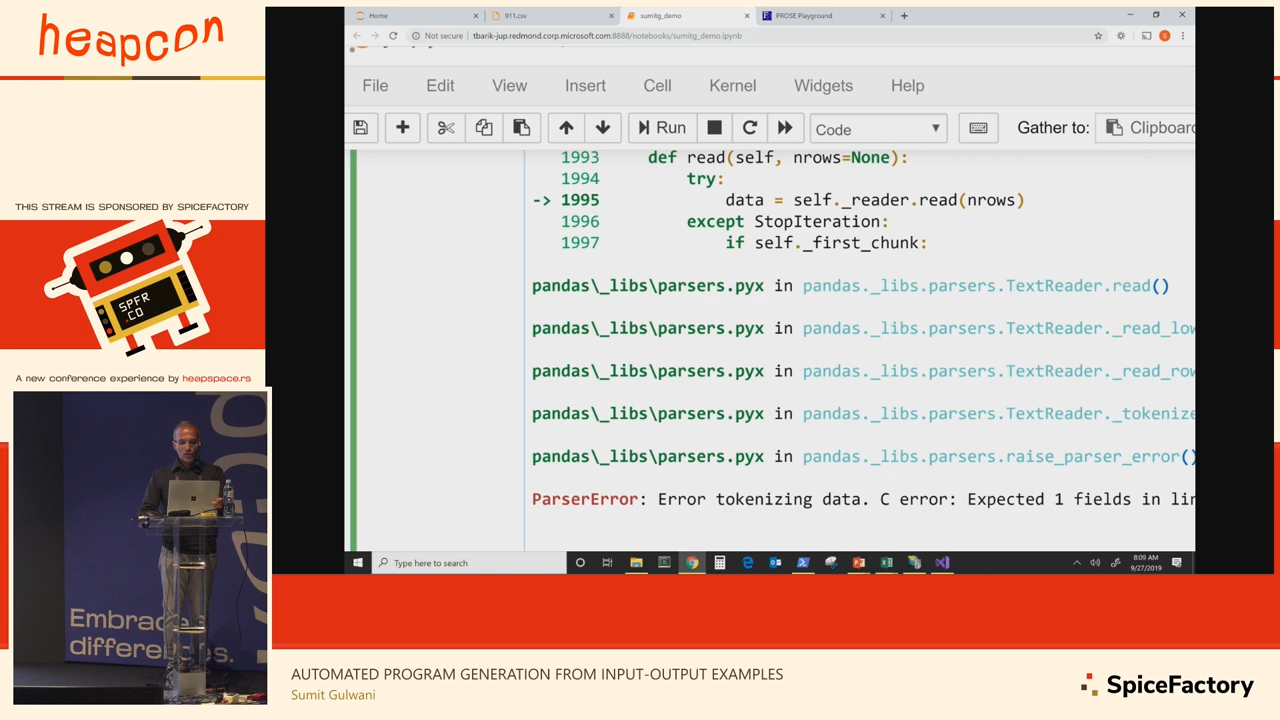 heapcon
THIS STREAM IS SPONSORED BY SPICEFACTORY
SPFR
.CO
A new conference experience by heapspace.rs
Embrace
differences.
Home
911.csv
sumitg_demo
PROSE Playground
Not secure | tbarik-jup.redmond.corp.microsoft.com:8888/notebooks/sumitg_demo.ipynb
File Edit View Insert Cell Kernel Widgets Help
Run Code Gather to: Clipboard
1993 def read(self, nrows=None):
1994 try:
-> 1995 data = self._reader.read(nrows)
1996 except StopIteration:
1997 if self._first_chunk:
pandas\_libs\parsers.pyx in pandas._libs.parsers.TextReader.read()
pandas\_libs\parsers.pyx in pandas._libs.parsers.TextReader._read_low
pandas\_libs\parsers.pyx in pandas._libs.parsers.TextReader._read_row
pandas\_libs\parsers.pyx in pandas._libs.parsers.TextReader._tokenize
pandas\_libs\parsers.pyx in pandas._libs.parsers.raise_parser_error()
ParserError: Error tokenizing data. C error: Expected 1 fields in lin
Type here to search
8:09 AM
9/27/2019
AUTOMATED PROGRAM GENERATION FROM INPUT-OUTPUT EXAMPLES
Sumit Gulwani
SpiceFactory